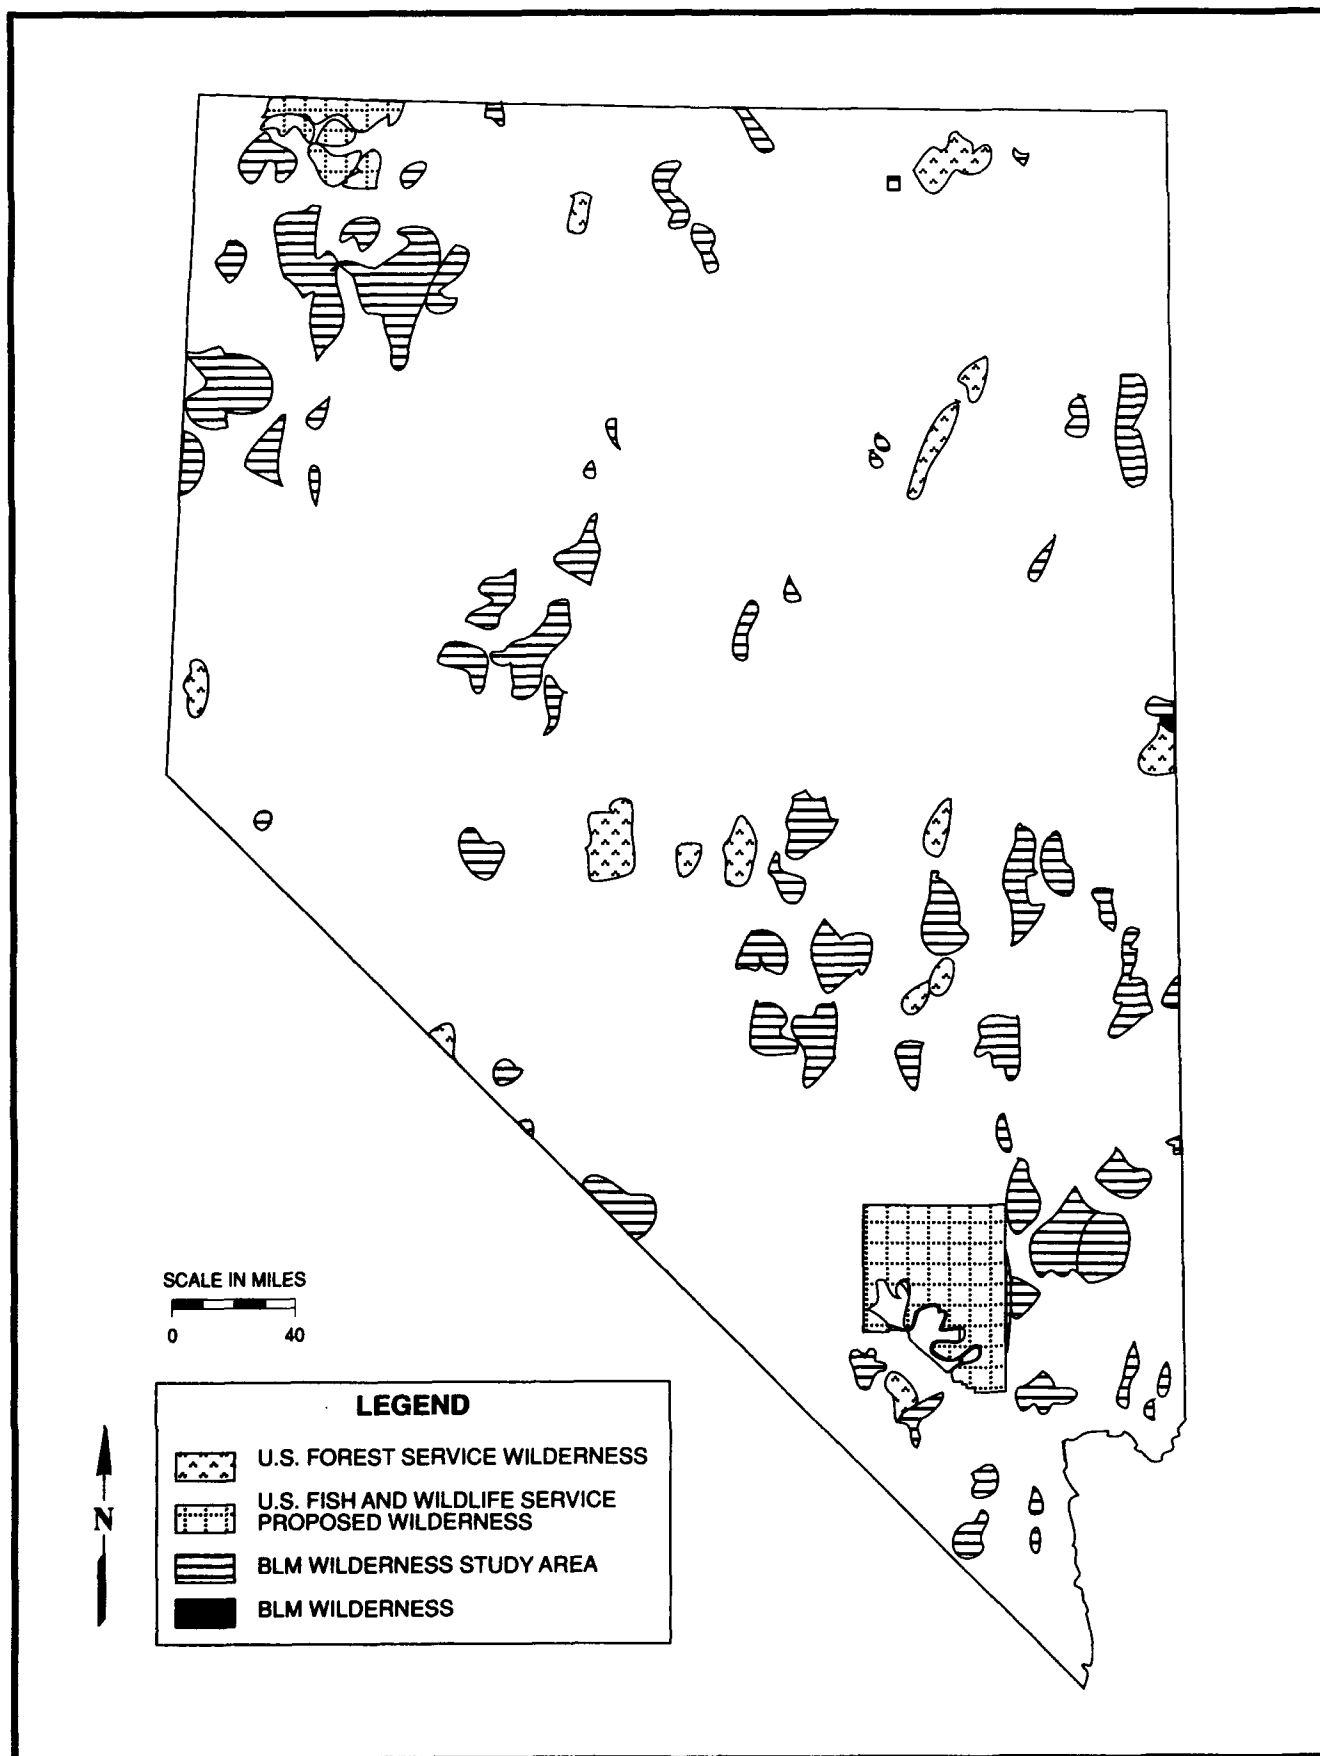 SCALE IN MILES
0 40
LEGEND
U.S. FOREST SERVICE WILDERNESS
U.S. FISH AND WILDLIFE SERVICE
PROPOSED WILDERNESS
BLM WILDERNESS STUDY AREA
BLM WILDERNESS
N